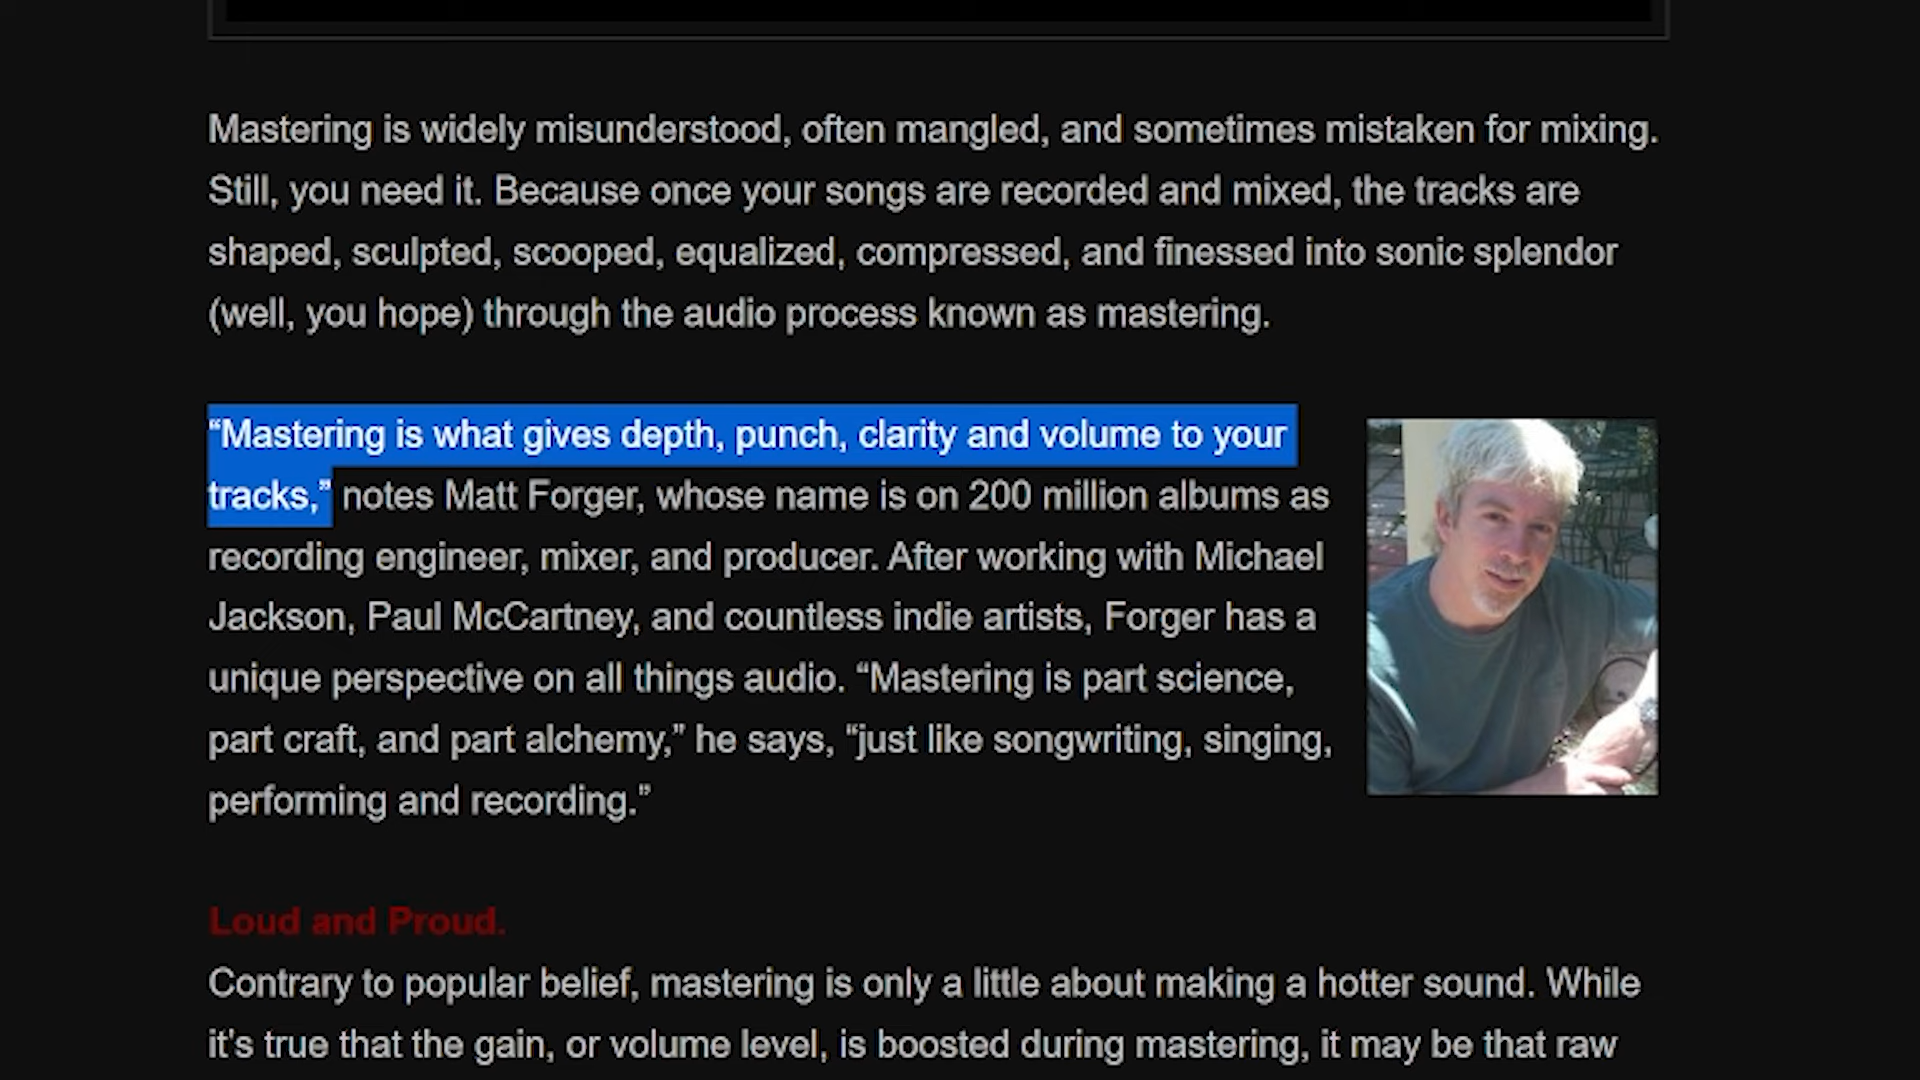 Mastering is widely misunderstood, often mangled, and sometimes mistaken for mixing.
Still, you need it. Because once your songs are recorded and mixed, the tracks are
shaped, sculpted, scooped, equalized, compressed, and finessed into sonic splendor
(well, you hope) through the audio process known as mastering.
“Mastering is what gives depth, punch, clarity and volume to your
tracks,” notes Matt Forger, whose name is on 200 million albums as
recording engineer, mixer, and producer. After working with Michael
Jackson, Paul McCartney, and countless indie artists, Forger has a
unique perspective on all things audio. “Mastering is part science,
part craft, and part alchemy,” he says, “just like songwriting, singing,
performing and recording.”
Loud and Proud.
Contrary to popular belief, mastering is only a little about making a hotter sound. While
it's true that the gain, or volume level, is boosted during mastering, it may be that raw